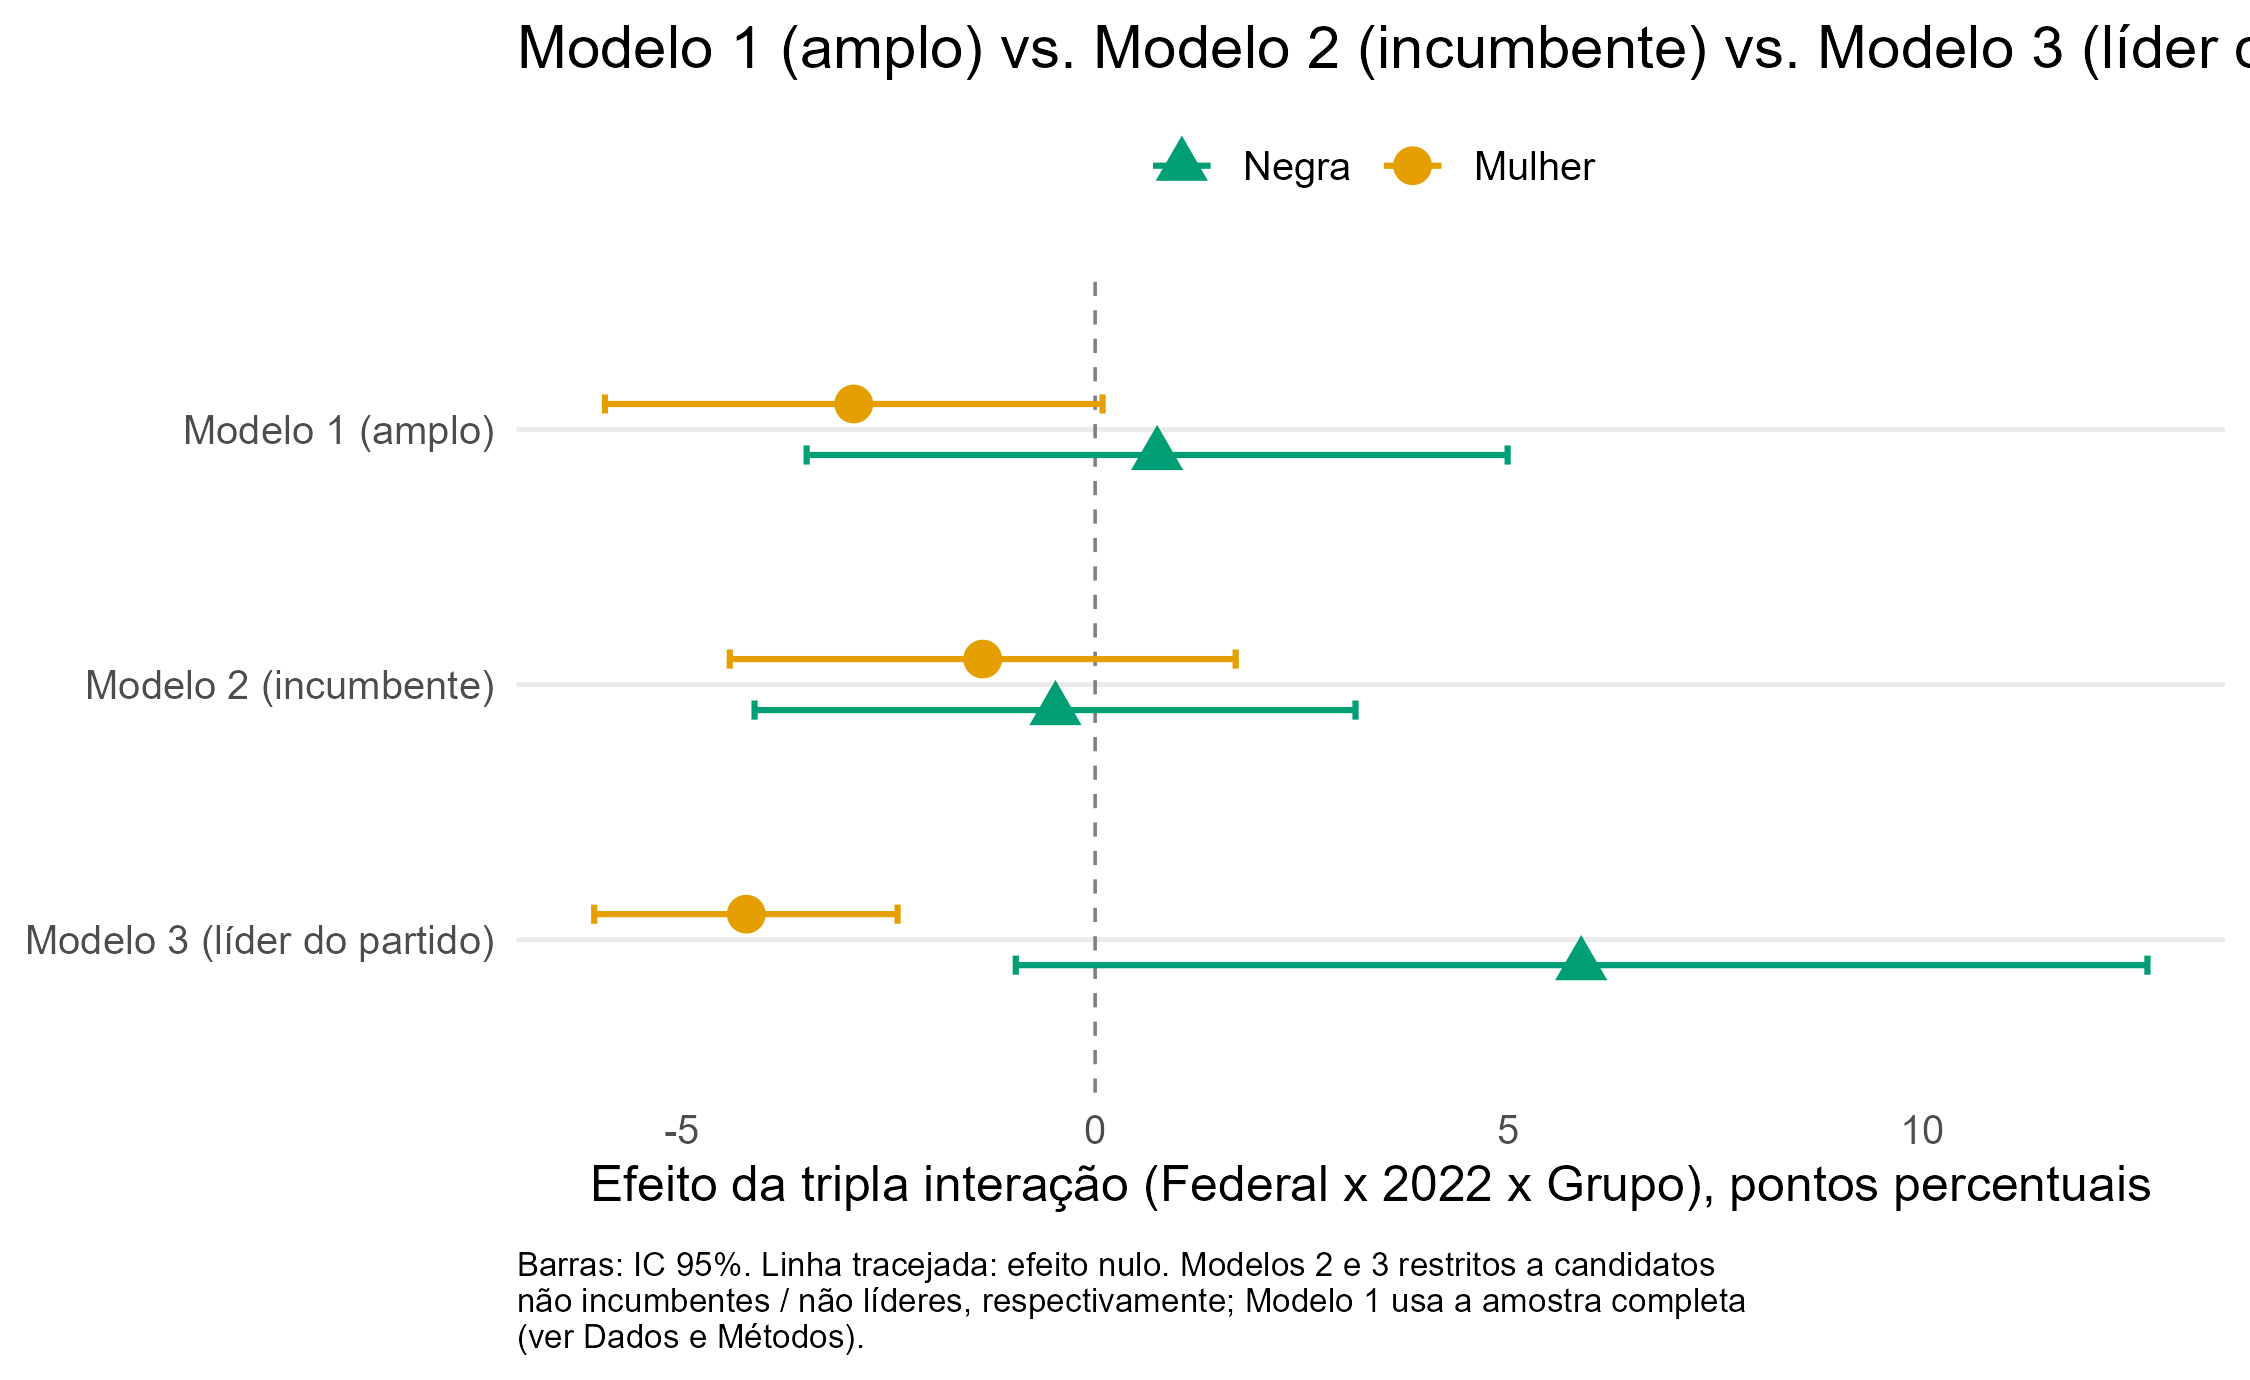 Modelo 1 (amplo) vs. Modelo 2 (incumbente) vs. Modelo 3 (líder
Negra Mulher
Modelo 1 (amplo)
Modelo 2 (incumbente)
Modelo 3 (líder do partido)
-5 0 5 10
Efeito da tripla interação (Federal x 2022 x Grupo), pontos percentuais
Barras: IC 95%. Linha tracejada: efeito nulo. Modelos 2 e 3 restritos a candidatos
não incumbentes / não líderes, respectivamente; Modelo 1 usa a amostra completa
(ver Dados e Métodos).